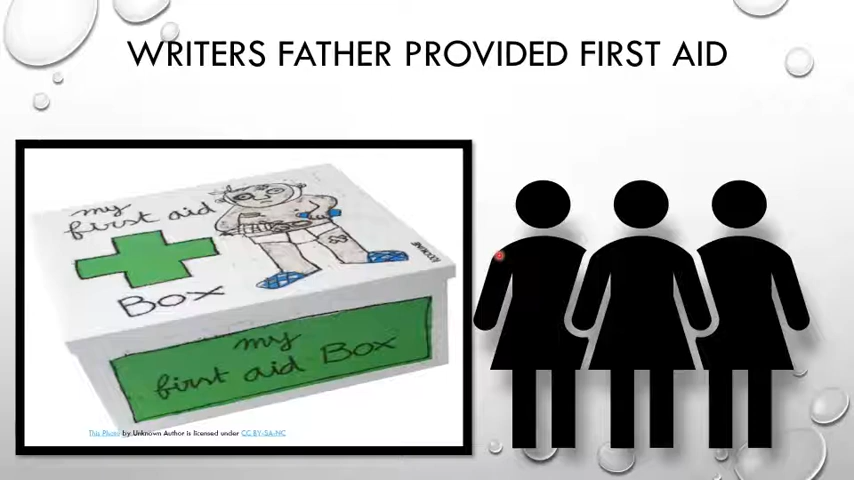 WRITERS FATHER PROVIDED FIRST AID
my
first aid
Box
my
first aid Box
This Photo by Unknown Author is licensed under CC BY-SA-NC